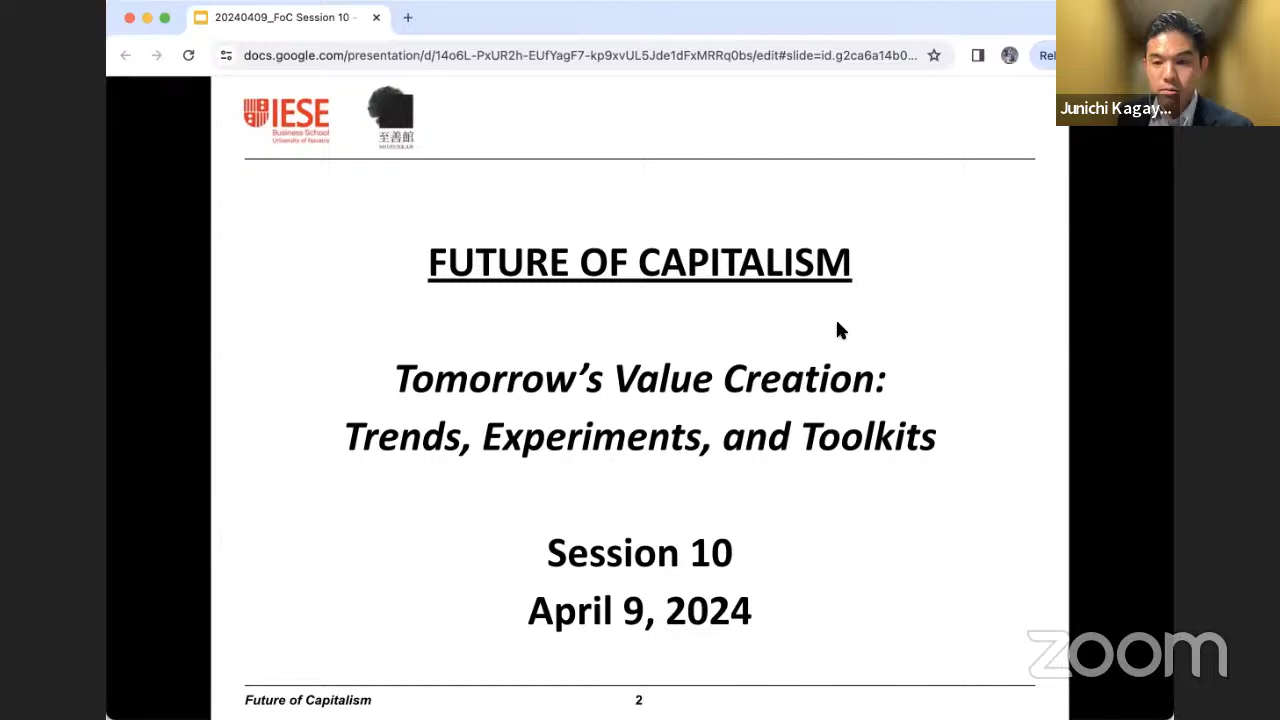 20240409_FoC Session 10 -
docs.google.com/presentation/d/14o6L-PxUR2h-EUfYagF7-kp9xvUL5Jde1dFxMRRq0bs/edit#slide=id.g2ca6a14b0...
Rel
Junichi Kagay...
IESE
Business School
University of Navarra
至善館
SHIZENKAN
FUTURE OF CAPITALISM
Tomorrow's Value Creation:
Trends, Experiments, and Toolkits
Session 10
April 9, 2024
zoom
Future of Capitalism
2